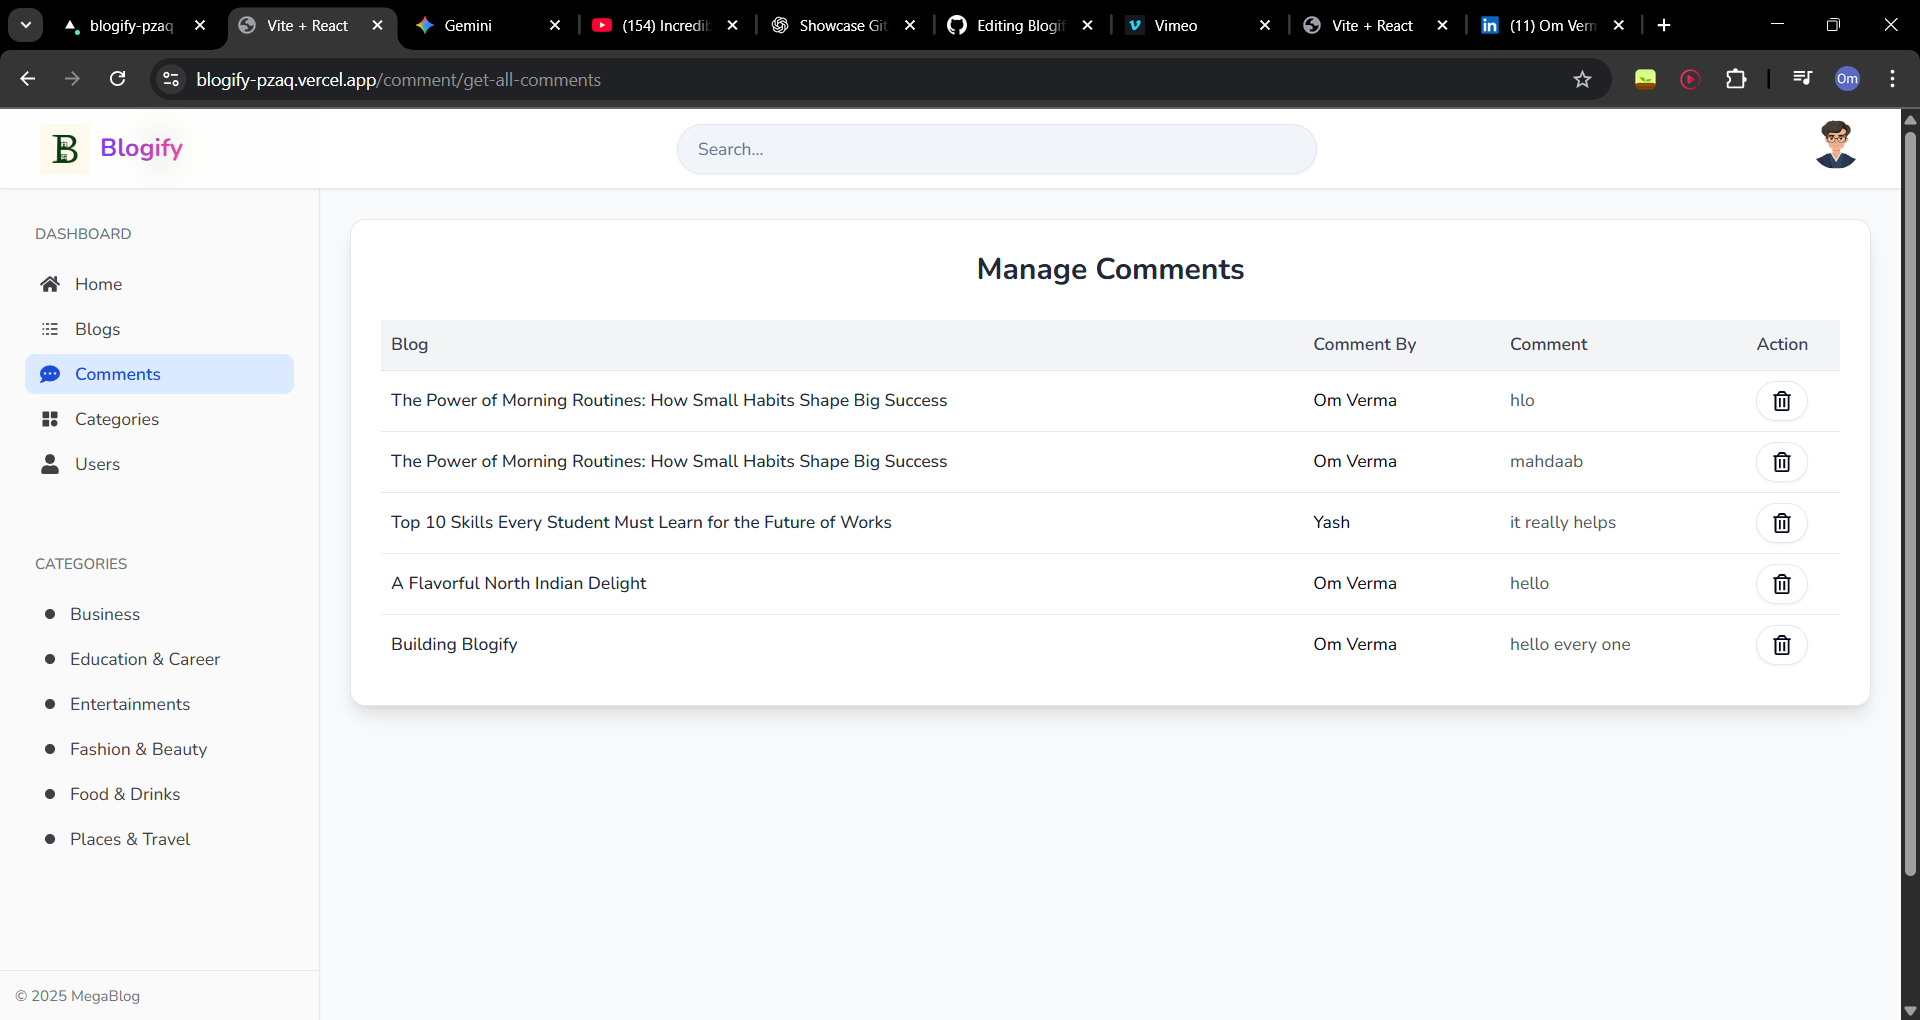 blogify-pzaq
Vite + React
Gemini
(154) Incredib
Showcase Git
Editing Blogif
Vimeo
Vite + React
in
(11) Om Verm
blogify-pzaq.vercel.app/comment/get-all-comments
Om
B Blogify
Search...
DASHBOARD
Home
Blogs
Comments
Categories
Users
CATEGORIES
Business
Education & Career
Entertainments
Fashion & Beauty
Food & Drinks
Places & Travel
© 2025 MegaBlog
Manage Comments
Blog Comment By Comment Action
The Power of Morning Routines: How Small Habits Shape Big Success Om Verma hlo
The Power of Morning Routines: How Small Habits Shape Big Success Om Verma mahdaab
Top 10 Skills Every Student Must Learn for the Future of Works Yash it really helps
A Flavorful North Indian Delight Om Verma hello
Building Blogify Om Verma hello every one